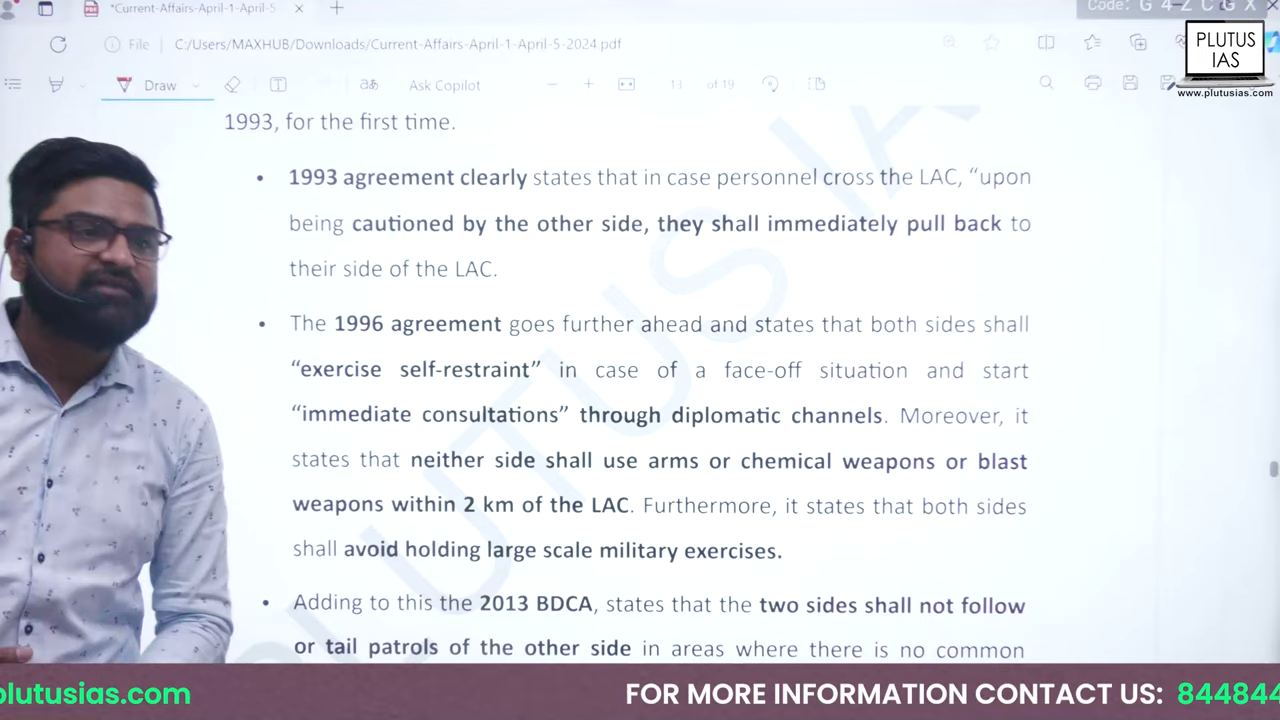 *Current-Affairs-April-1-April-5
Code: G 4 Z C G X
File C:/Users/MAXHUB/Downloads/Current-Affairs-April-1-April-5-2024.pdf
PLUTUS
IAS
www.plutusias.com
Draw
Ask Copilot
13 of 19
1993, for the first time.
• 1993 agreement clearly states that in case personnel cross the LAC, “upon
being cautioned by the other side, they shall immediately pull back to
their side of the LAC.
• The 1996 agreement goes further ahead and states that both sides shall
“exercise self-restraint” in case of a face-off situation and start
“immediate consultations” through diplomatic channels. Moreover, it
states that neither side shall use arms or chemical weapons or blast
weapons within 2 km of the LAC. Furthermore, it states that both sides
shall avoid holding large scale military exercises.
• Adding to this the 2013 BDCA, states that the two sides shall not follow
or tail patrols of the other side in areas where there is no common
plutusias.com
FOR MORE INFORMATION CONTACT US: 844844